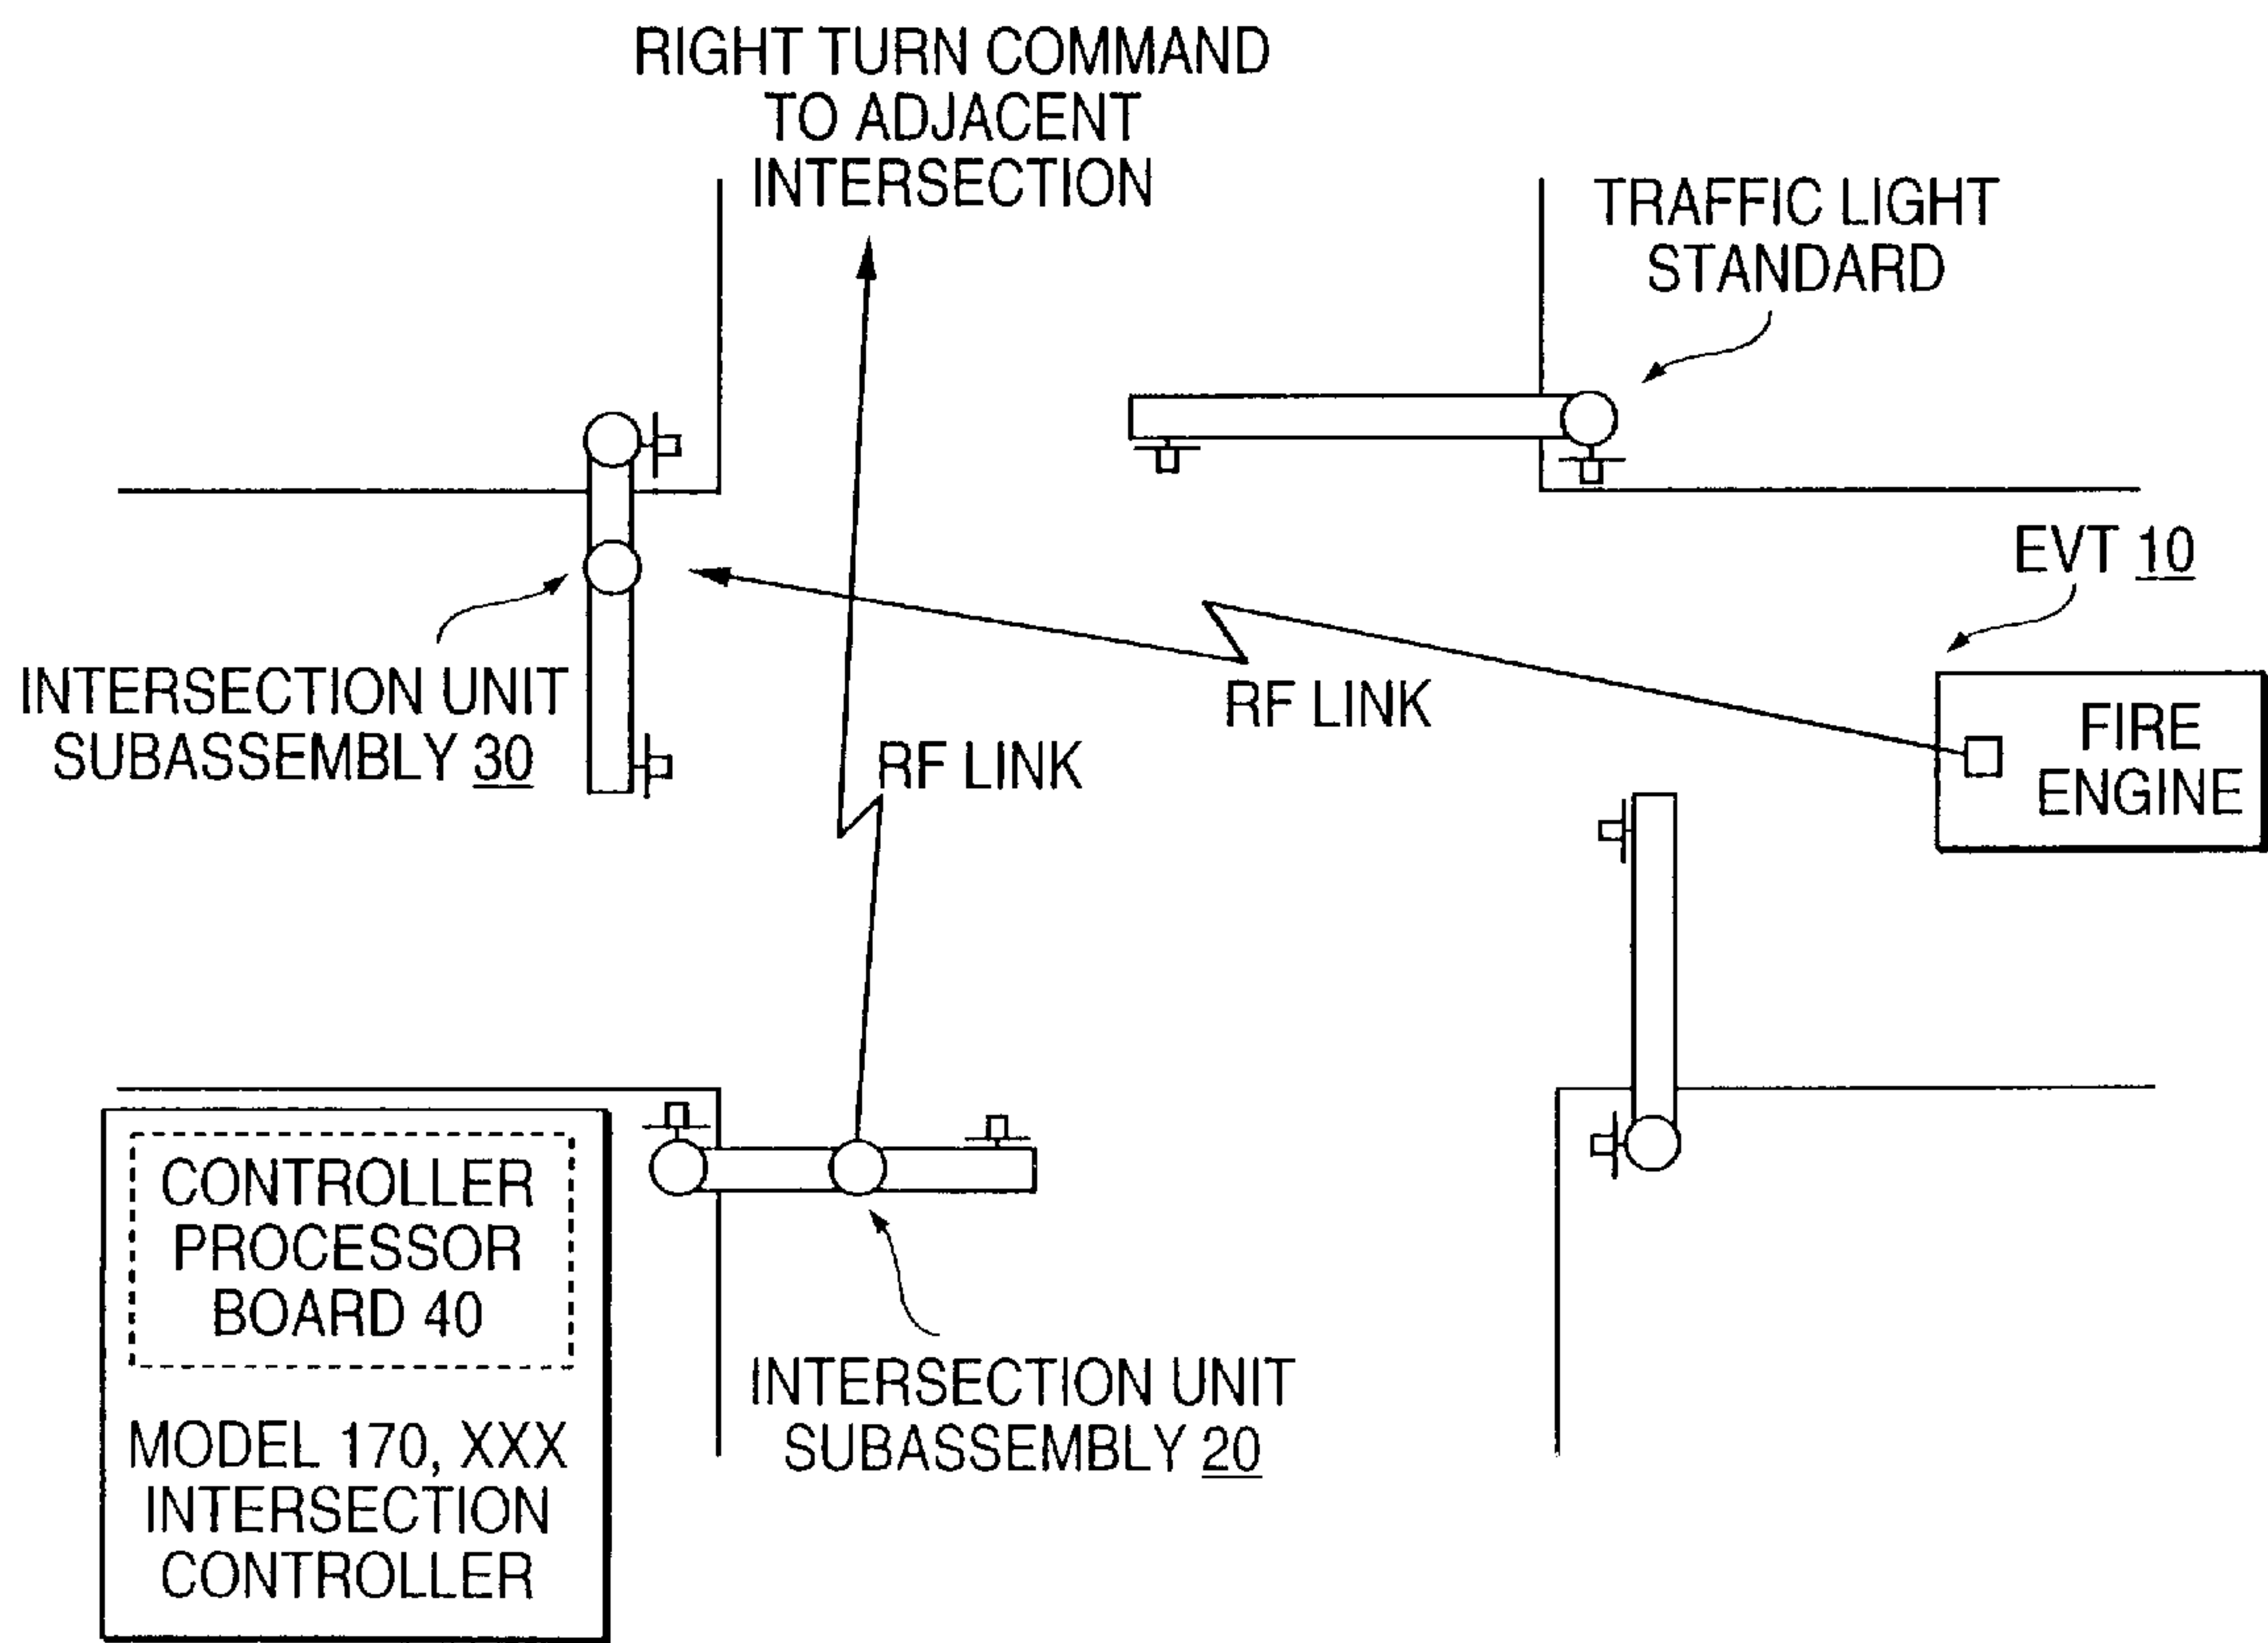 RIGHT TURN COMMAND
TO ADJACENT
INTERSECTION
TRAFFIC LIGHT
STANDARD
EVT 10
INTERSECTION UNIT
SUBASSEMBLY 30
RF LINK
RF LINK
FIRE
ENGINE
CONTROLLER
PROCESSOR
BOARD 40
MODEL 170, XXX
INTERSECTION
CONTROLLER
INTERSECTION UNIT
SUBASSEMBLY 20